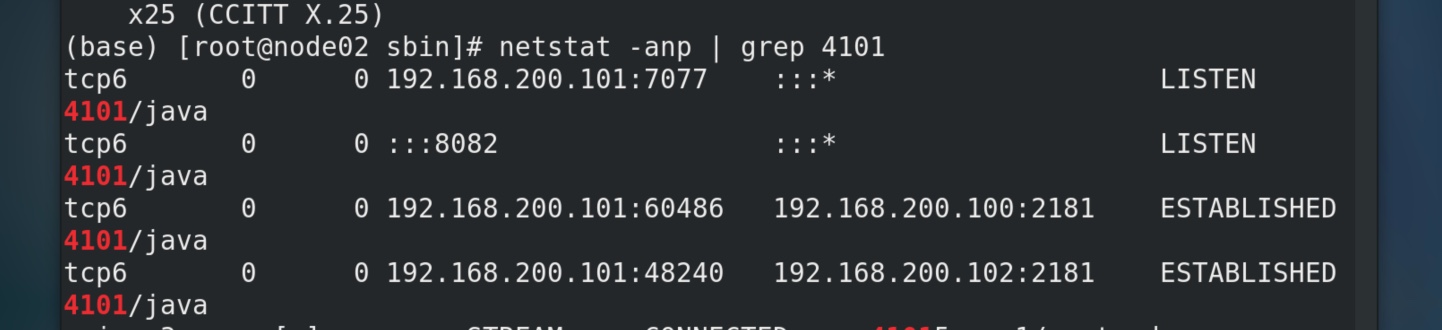 x25 (CCITT X.25)
(base) [root@node02 sbin]# netstat -anp | grep 4101
tcp6       0      0 192.168.200.101:7077    :::*                    LISTEN
4101/java
tcp6       0      0 :::8082                 :::*                    LISTEN
4101/java
tcp6       0      0 192.168.200.101:60486   192.168.200.100:2181    ESTABLISHED
4101/java
tcp6       0      0 192.168.200.101:48240   192.168.200.102:2181    ESTABLISHED
4101/java